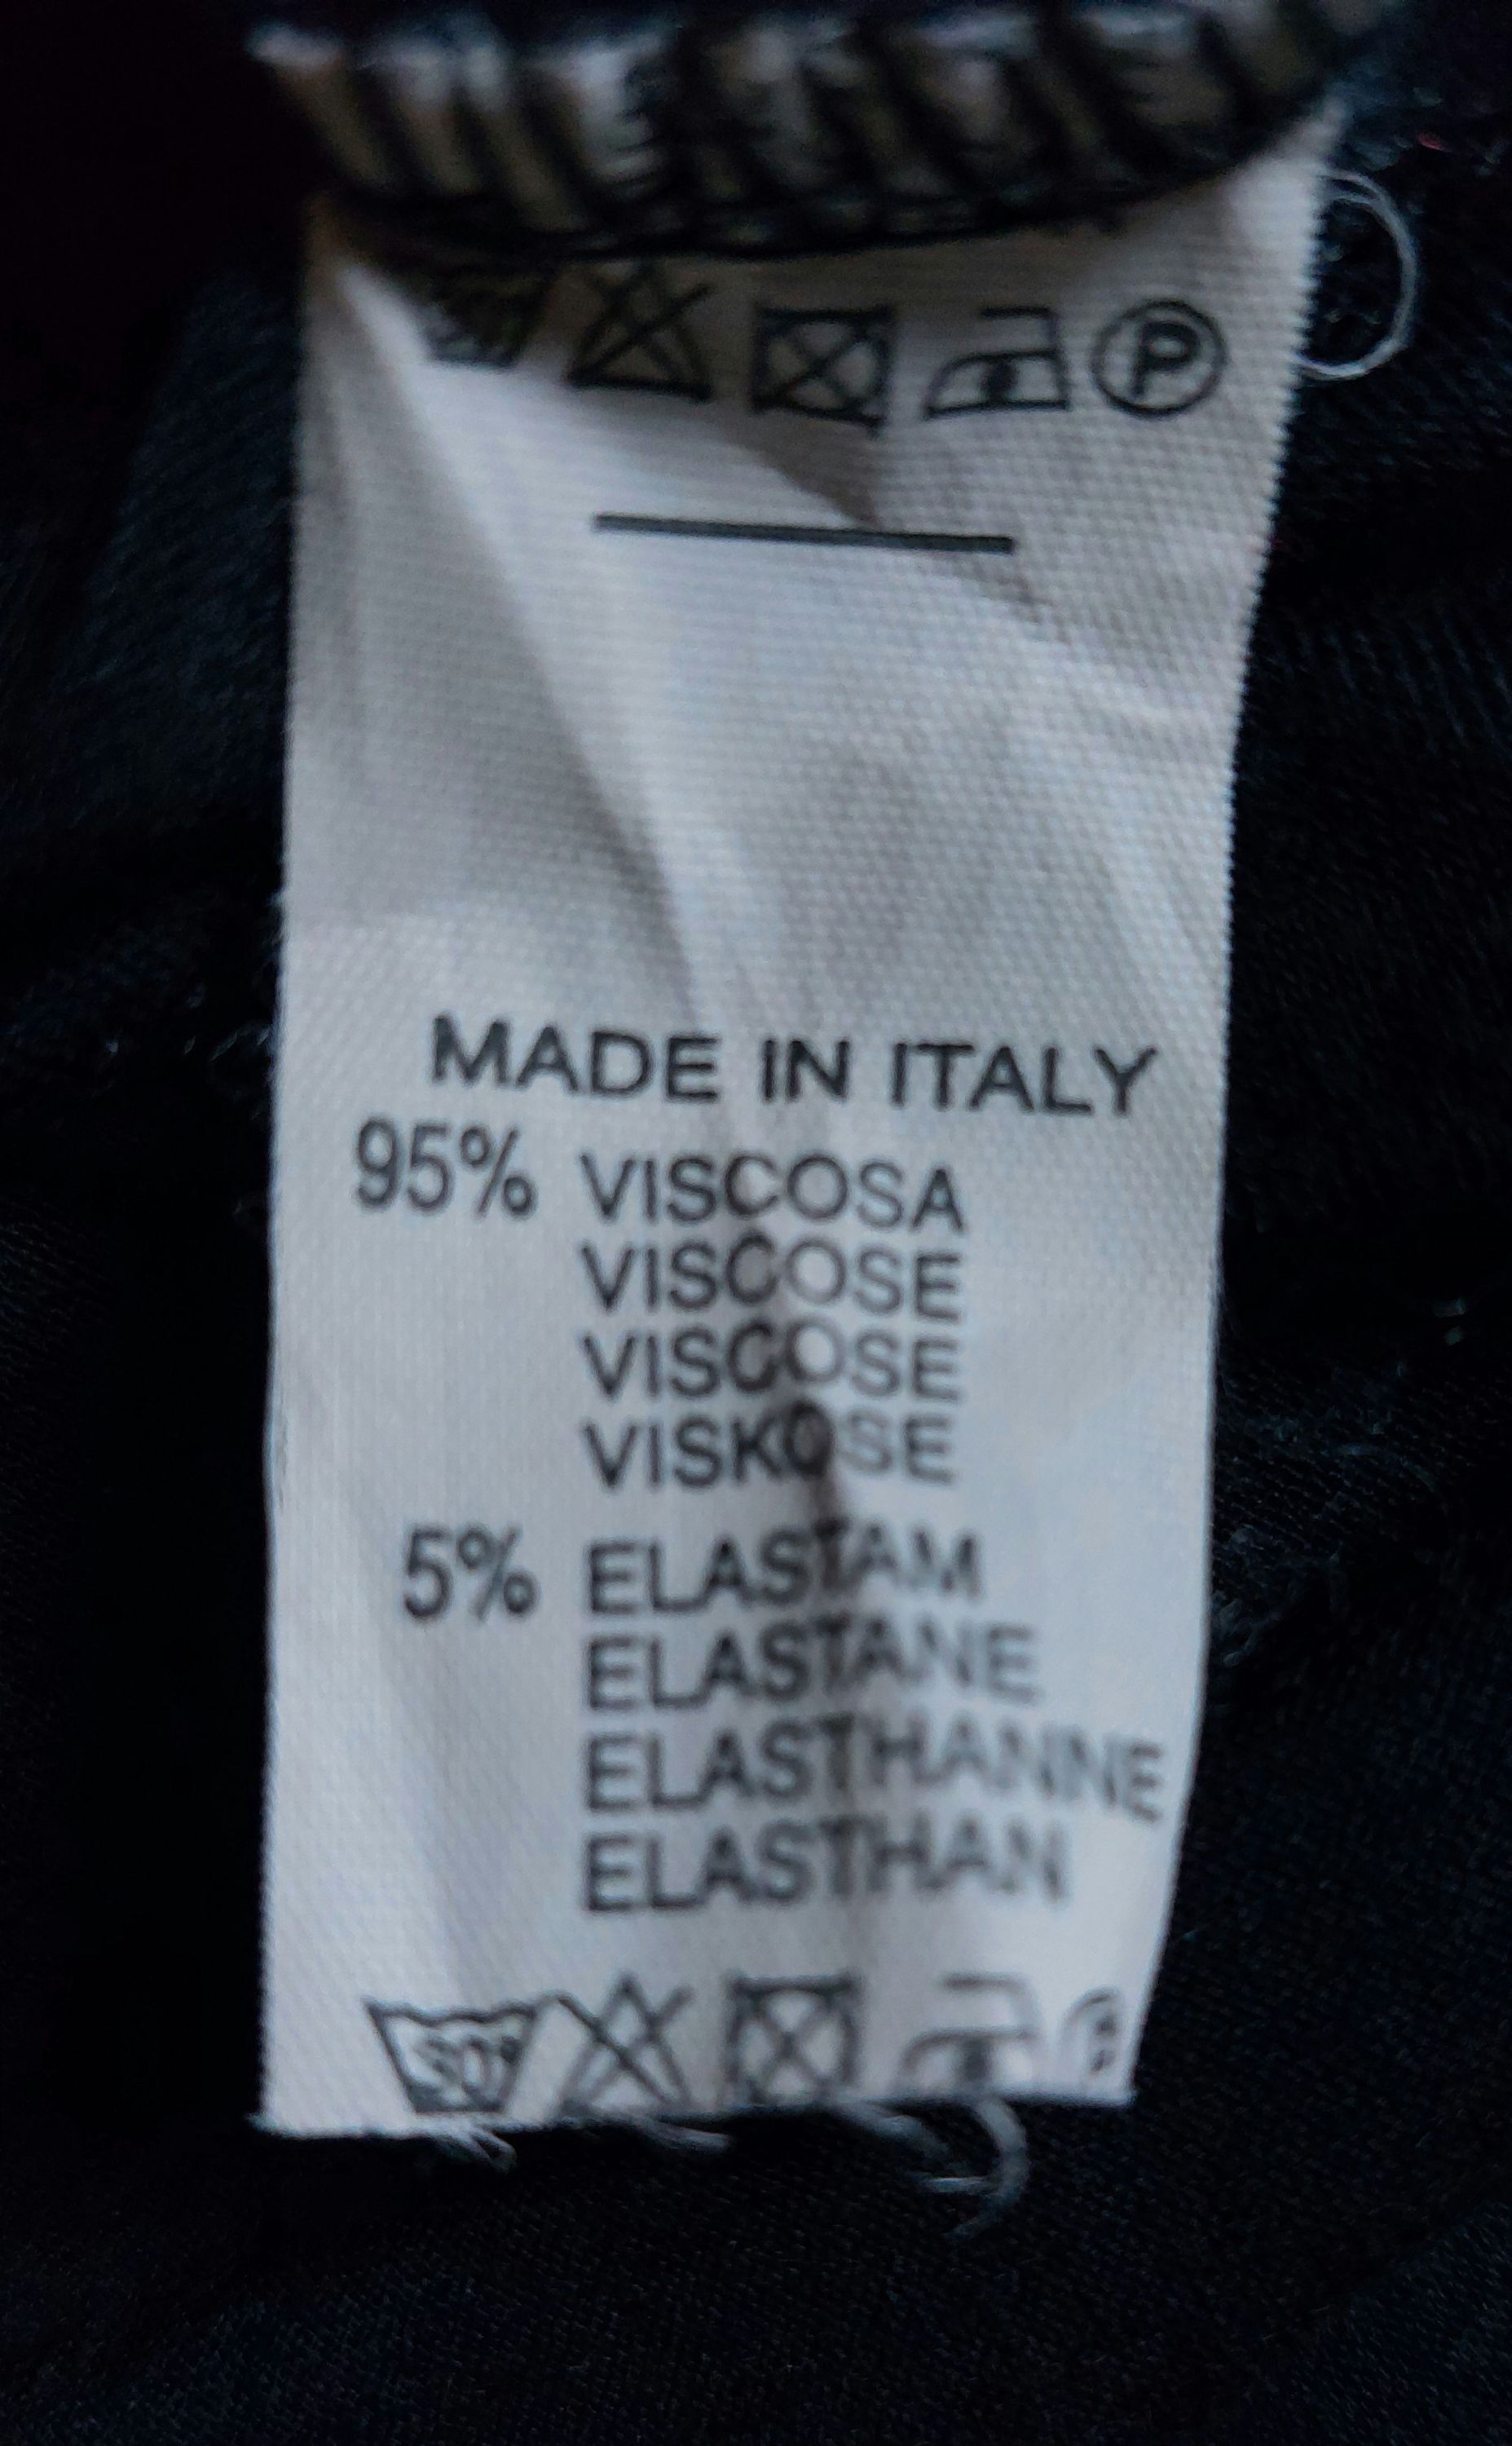 P
MADE IN ITALY
95% VISCOSA
VISCOSE
VISCOSE
VISKOSE
5% ELASTAM
ELASTANE
ELASTHANNE
ELASTHAN